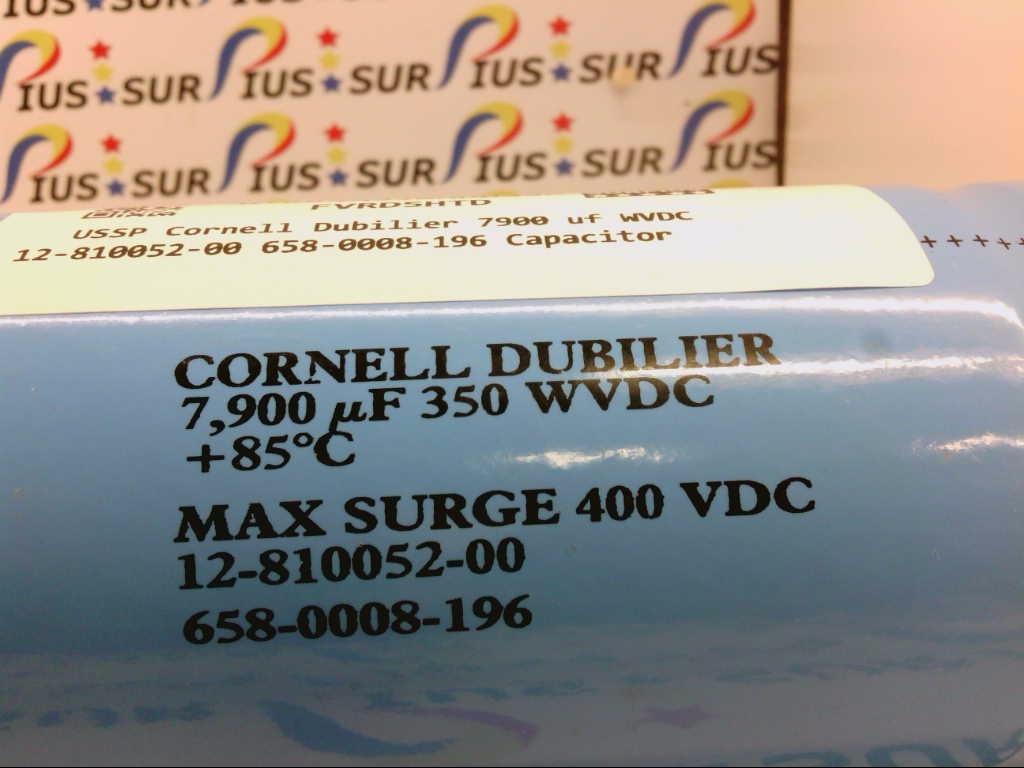 IUS SUR
IUS SUR IUS SUR IUS
IUS SUR IUS SUR IUS
FVRDSHTD
USSP Cornell Dubilier 7900 uf WVDC
12-810052-00 658-0008-196 Capacitor
+++++
CORNELL DUBILIER
7,900 µF 350 WVDC
+85°C
MAX SURGE 400 VDC
12-810052-00
658-0008-196